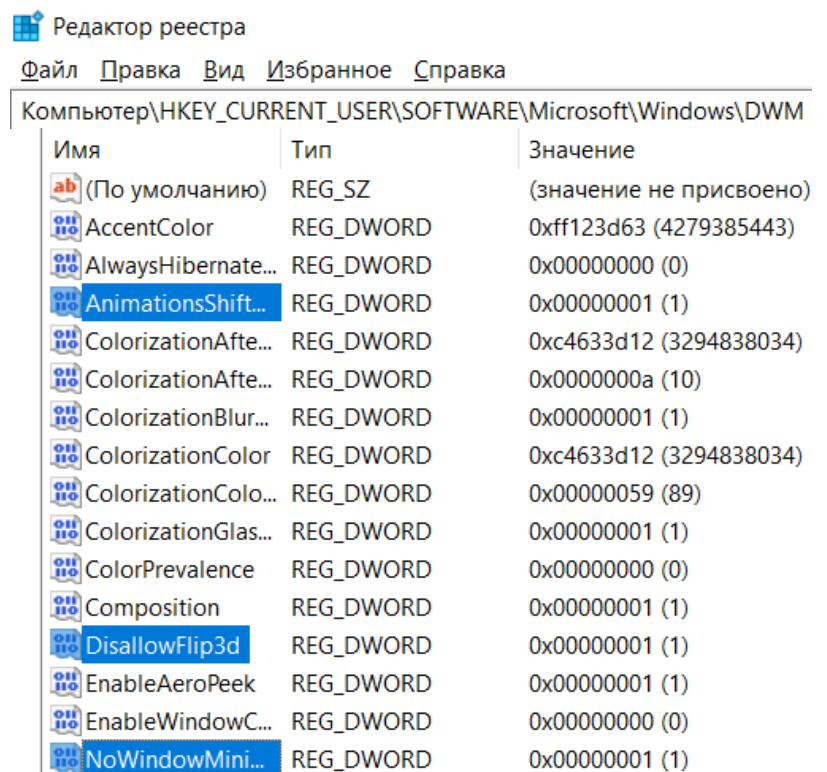 Редактор реестра
Файл Правка Вид Избранное Справка
Компьютер\HKEY_CURRENT_USER\SOFTWARE\Microsoft\Windows\DWM
Имя Тип Значение
(По умолчанию) REG_SZ (значение не присвоено)
AccentColor REG_DWORD 0xff123d63 (4279385443)
AlwaysHibernate... REG_DWORD 0x00000000 (0)
AnimationsShift... REG_DWORD 0x00000001 (1)
ColorizationAfte... REG_DWORD 0xc4633d12 (3294838034)
ColorizationAfte... REG_DWORD 0x0000000a (10)
ColorizationBlur... REG_DWORD 0x00000001 (1)
ColorizationColor REG_DWORD 0xc4633d12 (3294838034)
ColorizationColo... REG_DWORD 0x00000059 (89)
ColorizationGlas... REG_DWORD 0x00000001 (1)
ColorPrevalence REG_DWORD 0x00000000 (0)
Composition REG_DWORD 0x00000001 (1)
DisallowFlip3d REG_DWORD 0x00000001 (1)
EnableAeroPeek REG_DWORD 0x00000001 (1)
EnableWindowC... REG_DWORD 0x00000000 (0)
NoWindowMini... REG_DWORD 0x00000001 (1)